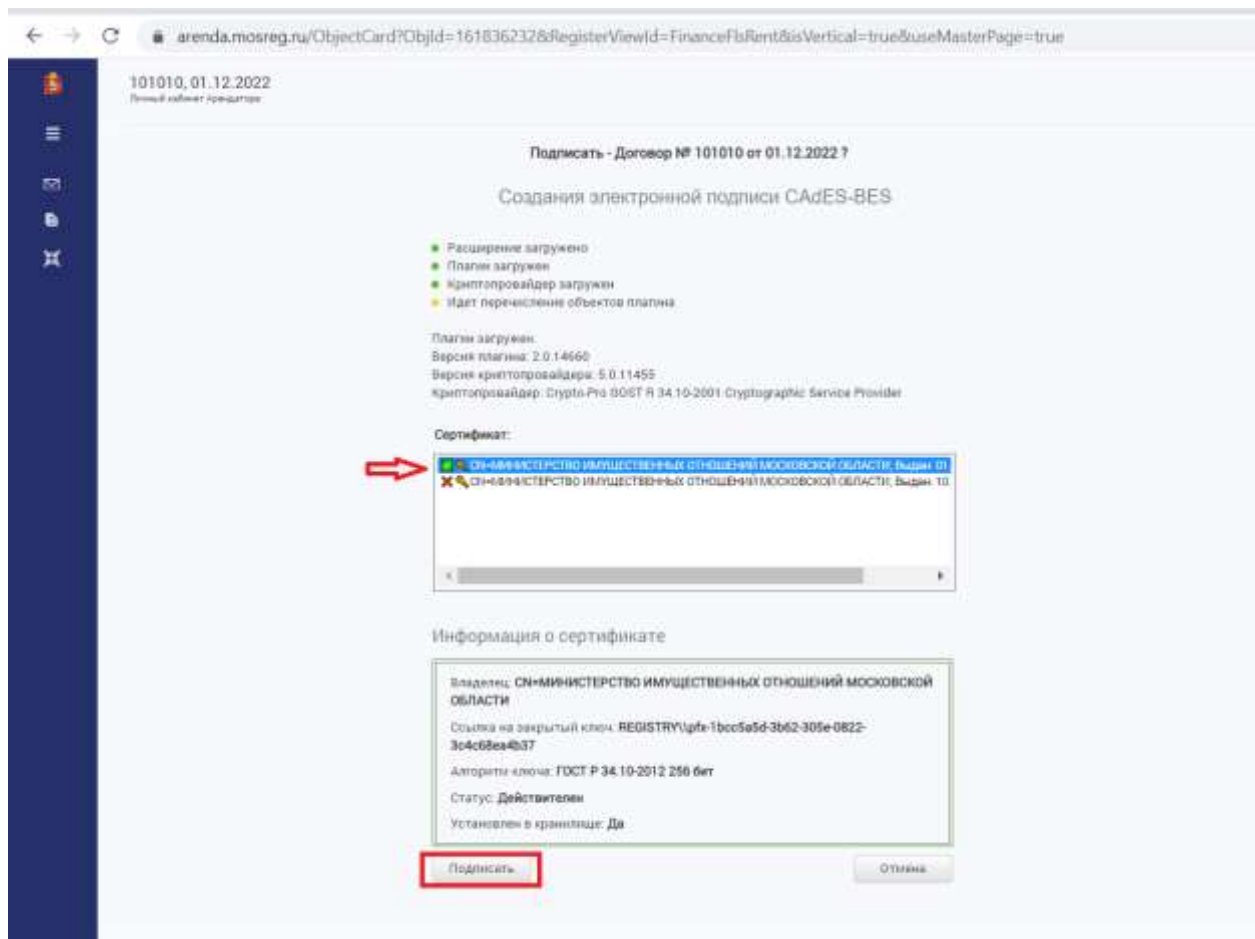 arenda.mosreg.ru/ObjectCard?ObjId=161836232&RegisterViewId=FinanceFlsRent&isVertical=true&useMasterPage=true
101010, 01.12.2022
Личный кабинет Арендатора
Подписать - Договор № 101010 от 01.12.2022 ?
Создания электронной подписи CAdES-BES
Расширение загружено
Плагин загружен
Криптопровайдер загружен
Идет перечисление объектов плагина
Плагин загружен.
Версия плагина: 2.0.14660
Версия криптопровайдера: 5.0.11455
Криптопровайдер: Crypto-Pro GOST R 34.10-2001 Cryptographic Service Provider
Сертификат:
CN=МИНИСТЕРСТВО ИМУЩЕСТВЕННЫХ ОТНОШЕНИЙ МОСКОВСКОЙ ОБЛАСТИ; Выдан: 01
CN=МИНИСТЕРСТВО ИМУЩЕСТВЕННЫХ ОТНОШЕНИЙ МОСКОВСКОЙ ОБЛАСТИ; Выдан: 10.
Информация о сертификате
Владелец: CN=МИНИСТЕРСТВО ИМУЩЕСТВЕННЫХ ОТНОШЕНИЙ МОСКОВСКОЙ
ОБЛАСТИ
Ссылка на закрытый ключ: REGISTRY\\pfx-1bcc5a5d-3b62-305e-0822-
3c4c68ea4b37
Алгоритм ключа: ГОСТ Р 34.10-2012 256 бит
Статус: Действителен
Установлен в хранилище: Да
Подписать
Отмена